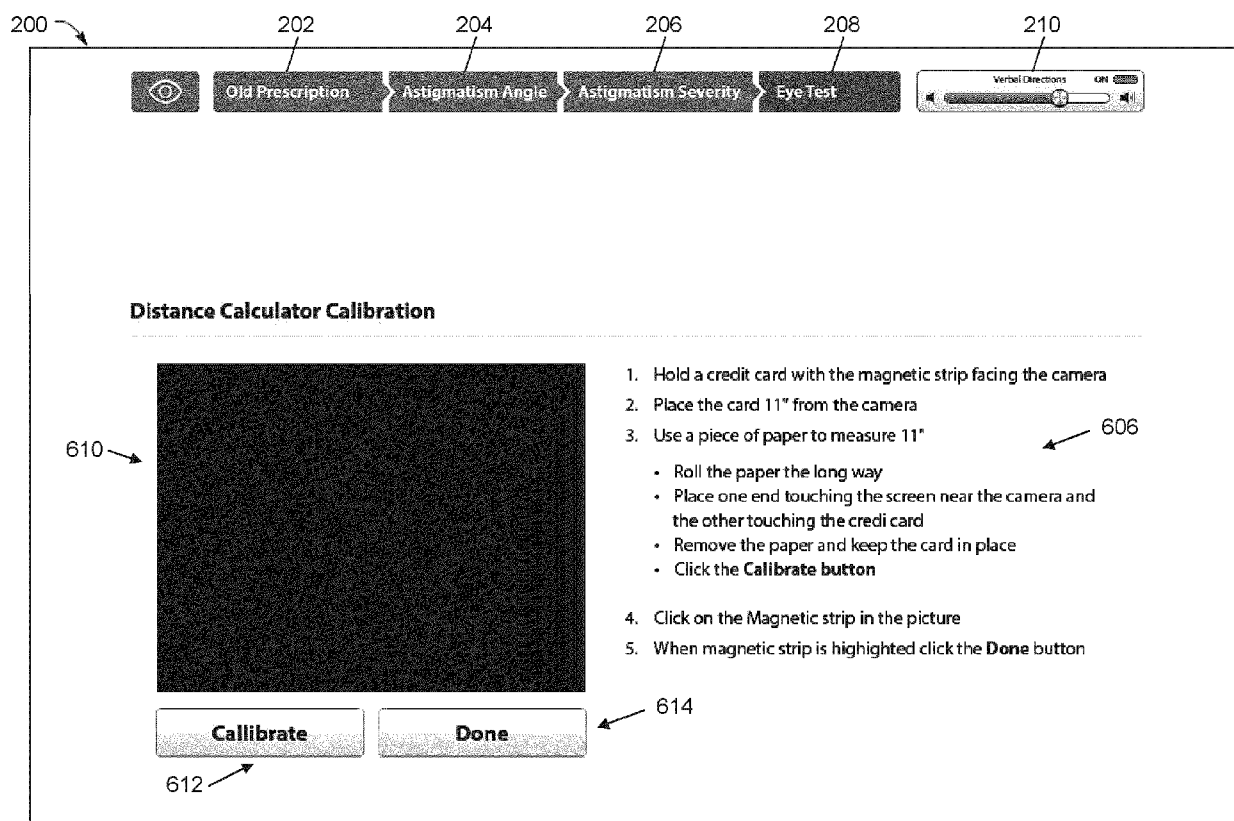 200 202 204 206 208 210
Old Prescription Astigmatism Angle Astigmatism Severity Eye Test Verbal Directions ON
Distance Calculator Calibration
1. Hold a credit card with the magnetic strip facing the camera
2. Place the card 11" from the camera
3. Use a piece of paper to measure 11"
606
610
• Roll the paper the long way
• Place one end touching the screen near the camera and
the other touching the credi card
• Remove the paper and keep the card in place
• Click the Calibrate button
4. Click on the Magnetic strip in the picture
5. When magnetic strip is highighted click the Done button
614
Callibrate Done
612